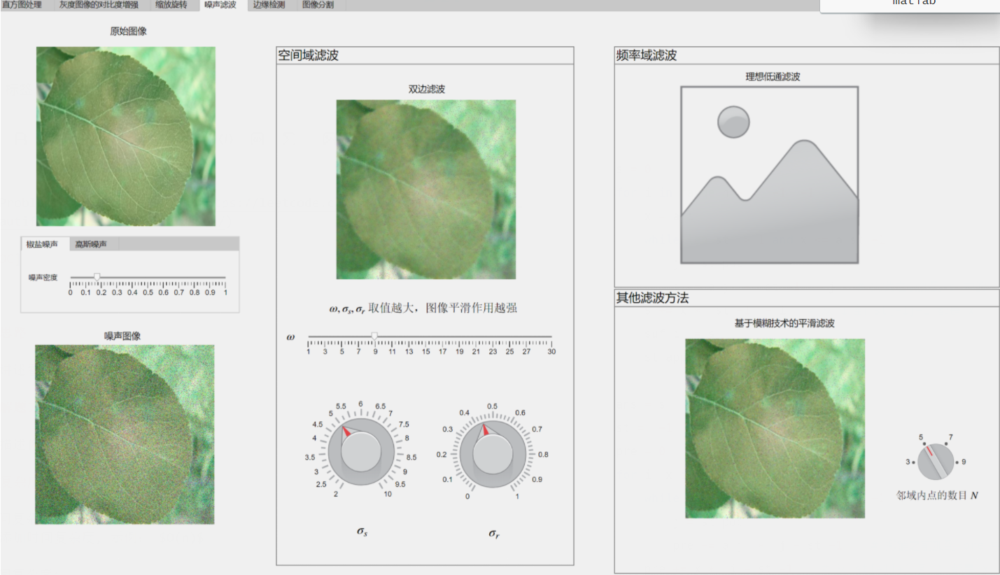 matlab
直方图处理 灰度图像的对比度增强 缩放旋转 噪声滤波 边缘检测 图像分割
原始图像
椒盐噪声 高斯噪声
噪声密度
0 0.1 0.2 0.3 0.4 0.5 0.6 0.7 0.8 0.9 1
噪声图像
空间域滤波
双边滤波
ω, σs, σr 取值越大，图像平滑作用越强
ω
1 3 5 7 9 11 13 15 17 19 21 23 25 27 30
2 2.5 3 3.5 4 4.5 5 5.5 6 6.5 7 7.5 8 8.5 9 9.5 10
σs
0 0.1 0.2 0.3 0.4 0.5 0.6 0.7 0.8 0.9 1
σr
频率域滤波
理想低通滤波
其他滤波方法
基于模糊技术的平滑滤波
3 5 7 9
邻域内点的数目 N